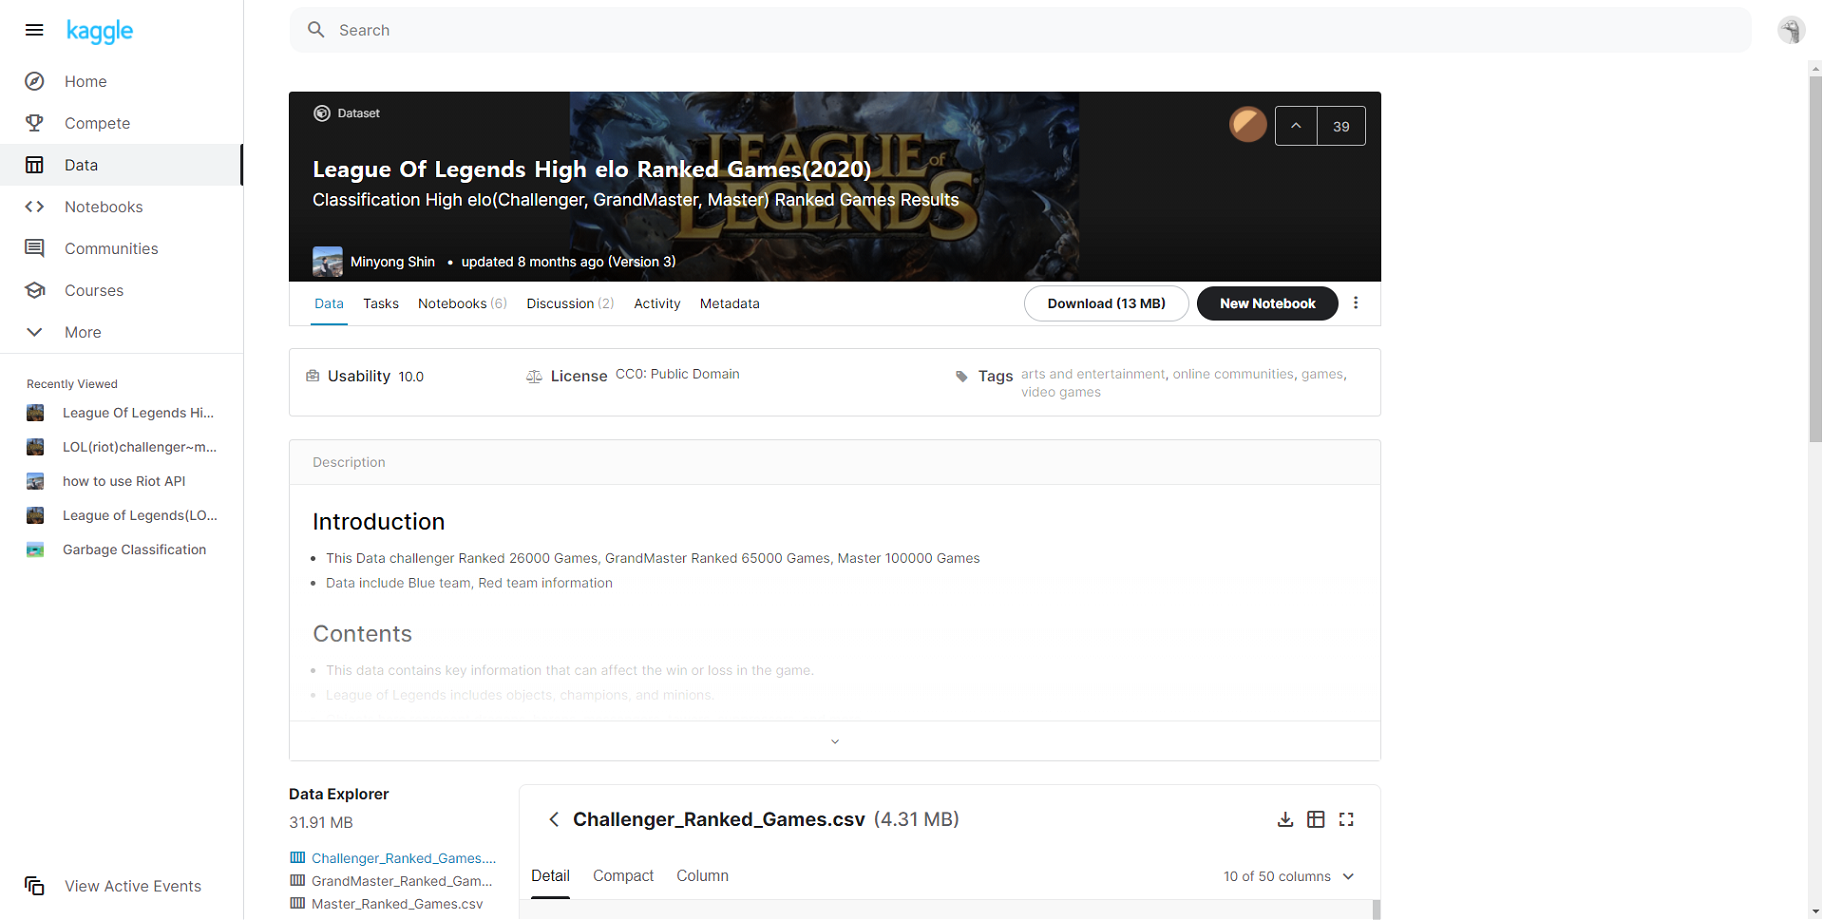 kaggle
Search
Home
Compete
Data
Notebooks
Communities
Courses
More
Recently Viewed
League Of Legends Hi...
LOL(riot)challenger~m...
how to use Riot API
League of Legends(LO...
Garbage Classification
View Active Events
Dataset
39
LEAGUE OF LEGENDS
League Of Legends High elo Ranked Games(2020)
Classification High elo(Challenger, GrandMaster, Master) Ranked Games Results
Minyong Shin • updated 8 months ago (Version 3)
Data Tasks Notebooks (6) Discussion (2) Activity Metadata Download (13 MB) New Notebook
Usability 10.0 License CC0: Public Domain Tags arts and entertainment, online communities, games,
video games
Description
Introduction
• This Data challenger Ranked 26000 Games, GrandMaster Ranked 65000 Games, Master 100000 Games
• Data include Blue team, Red team information
Contents
• This data contains key information that can affect the win or loss in the game.
• League of Legends includes objects, champions, and minions.
Data Explorer
31.91 MB
Challenger_Ranked_Games....
GrandMaster_Ranked_Gam...
Master_Ranked_Games.csv
Challenger_Ranked_Games.csv (4.31 MB)
Detail Compact Column 10 of 50 columns